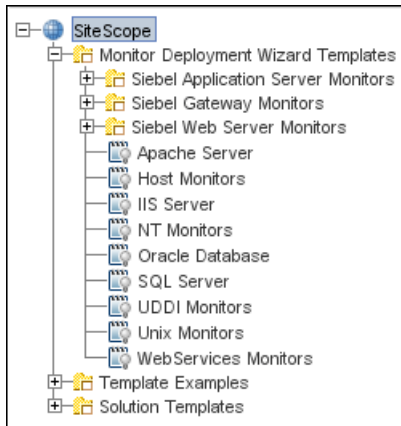 SiteScope
Monitor Deployment Wizard Templates
Siebel Application Server Monitors
Siebel Gateway Monitors
Siebel Web Server Monitors
Apache Server
Host Monitors
IIS Server
NT Monitors
Oracle Database
SQL Server
UDDI Monitors
Unix Monitors
WebServices Monitors
Template Examples
Solution Templates